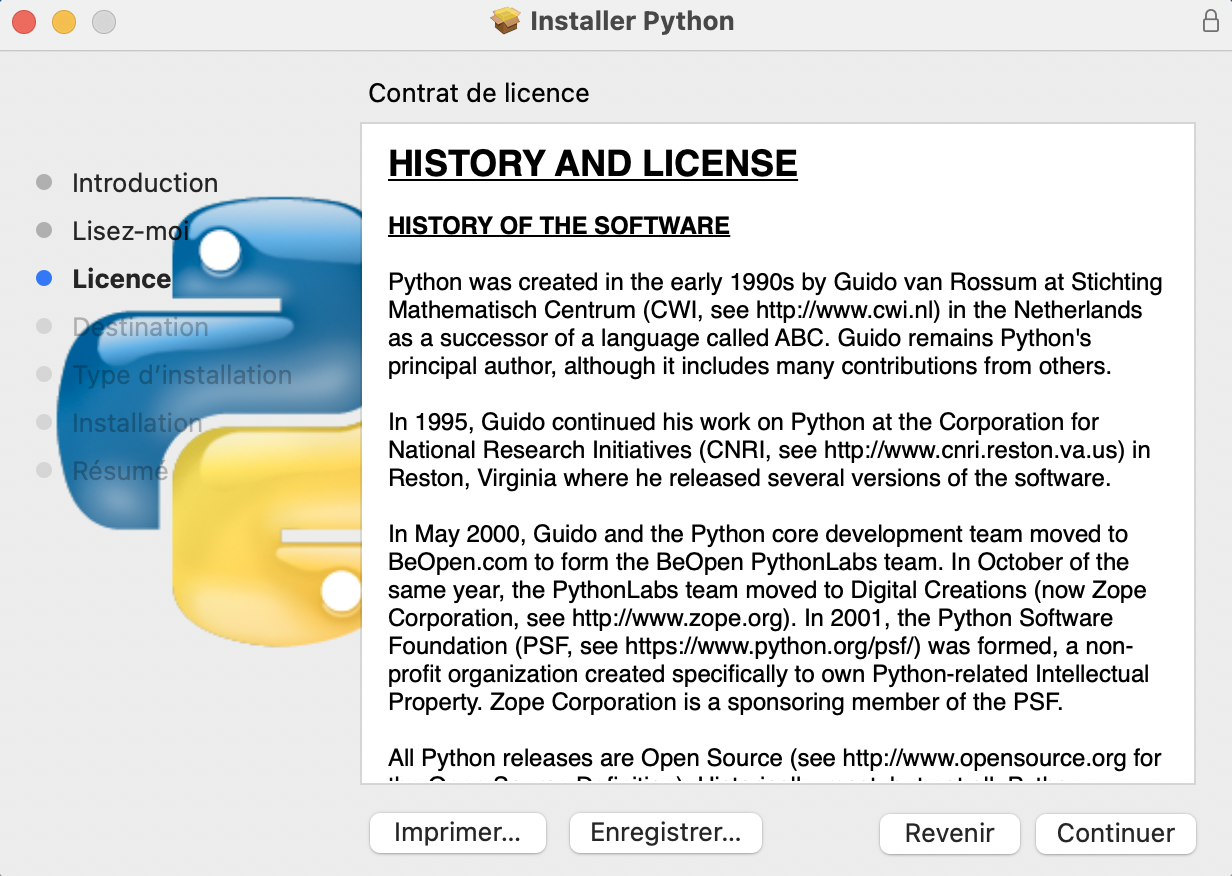 Installer Python
Contrat de licence
Introduction
Lisez-moi
Licence
Destination
Type d’installation
Installation
Résumé
HISTORY AND LICENSE
HISTORY OF THE SOFTWARE
Python was created in the early 1990s by Guido van Rossum at Stichting
Mathematisch Centrum (CWI, see http://www.cwi.nl) in the Netherlands
as a successor of a language called ABC. Guido remains Python's
principal author, although it includes many contributions from others.
In 1995, Guido continued his work on Python at the Corporation for
National Research Initiatives (CNRI, see http://www.cnri.reston.va.us) in
Reston, Virginia where he released several versions of the software.
In May 2000, Guido and the Python core development team moved to
BeOpen.com to form the BeOpen PythonLabs team. In October of the
same year, the PythonLabs team moved to Digital Creations (now Zope
Corporation, see http://www.zope.org). In 2001, the Python Software
Foundation (PSF, see https://www.python.org/psf/) was formed, a non-
profit organization created specifically to own Python-related Intellectual
Property. Zope Corporation is a sponsoring member of the PSF.
All Python releases are Open Source (see http://www.opensource.org for
Imprimer...
Enregistrer...
Revenir
Continuer